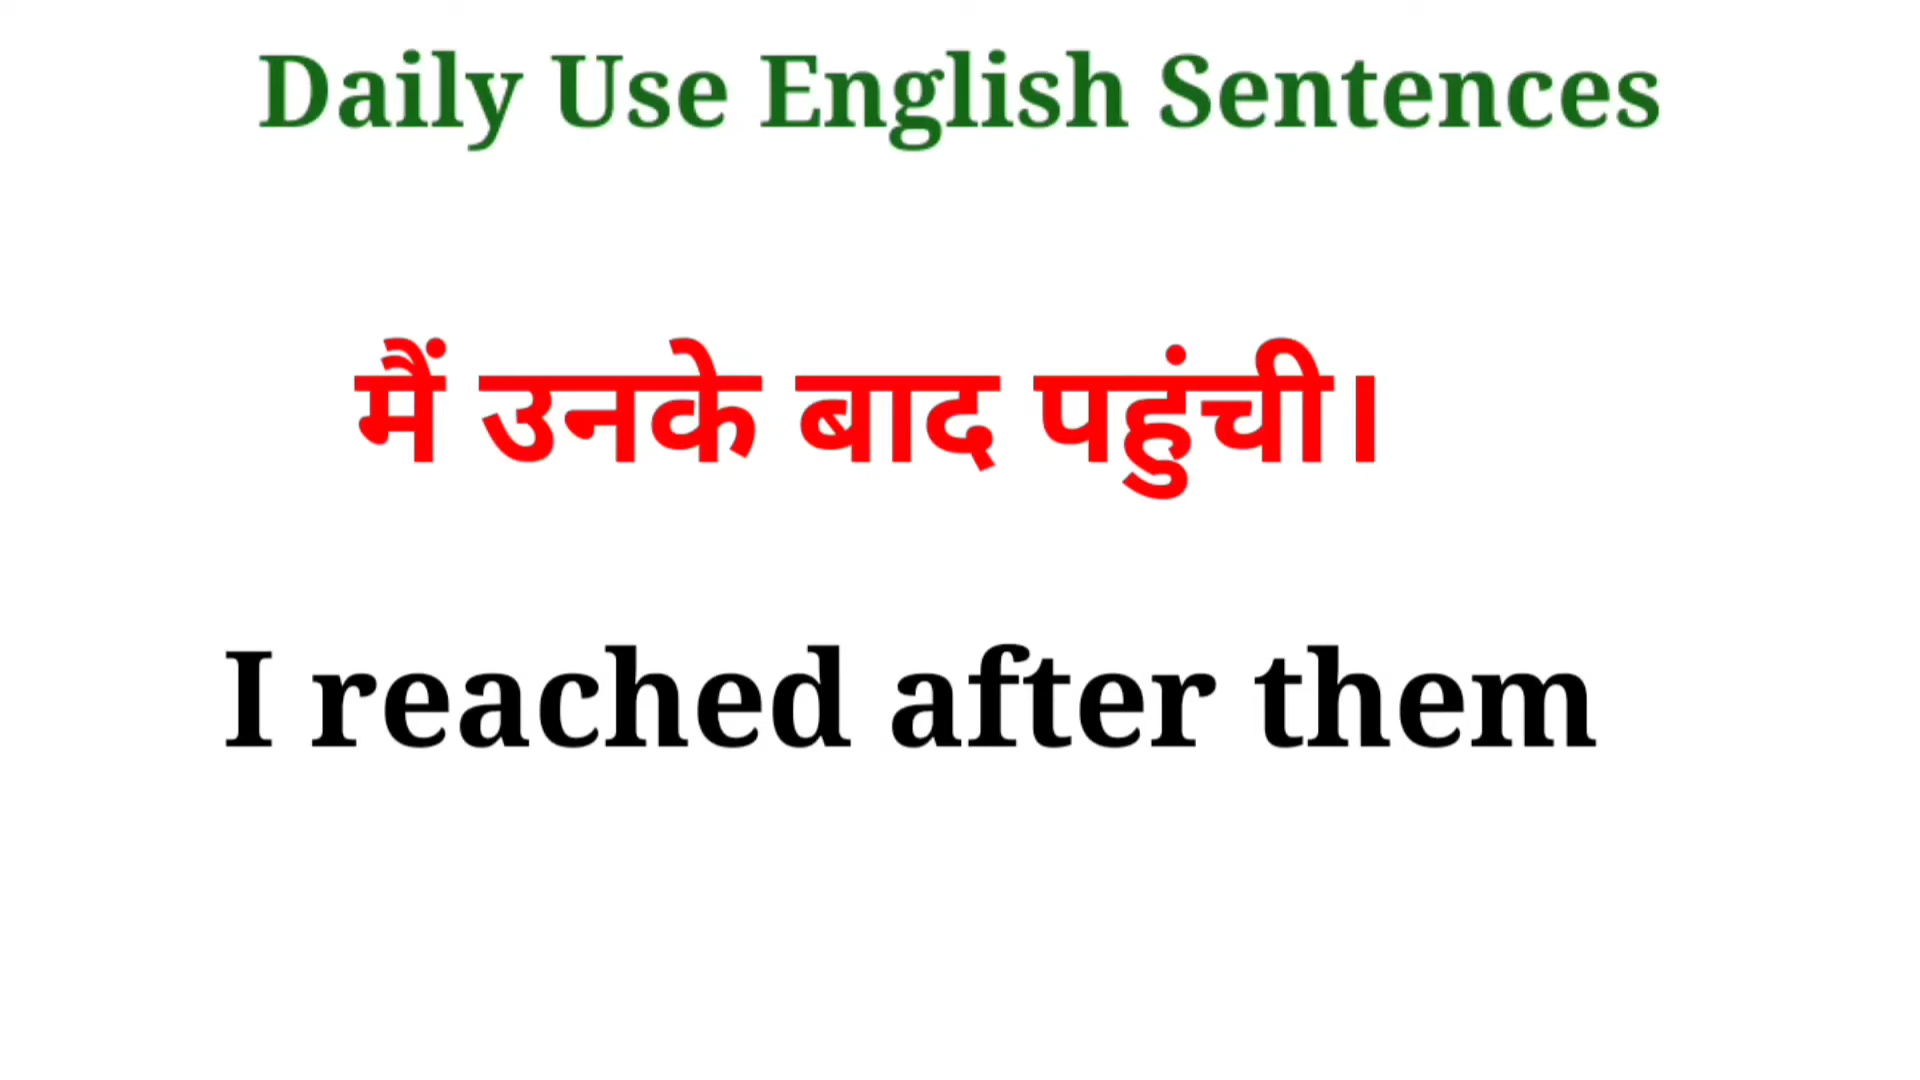 Daily Use English Sentences
मैं उनके बाद पहुंची।
I reached after them